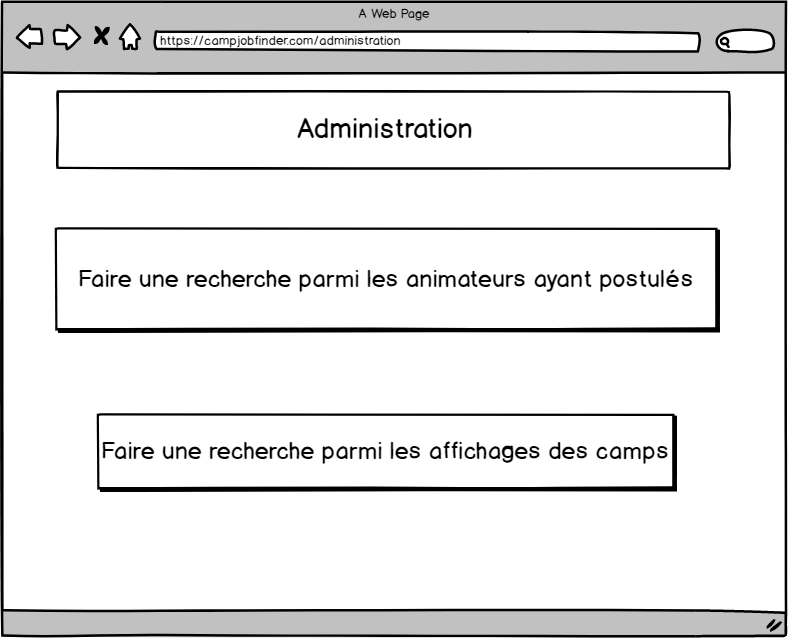 A Web Page
https://campjobfinder.com/administration
Administration
Faire une recherche parmi les animateurs ayant postulés
Faire une recherche parmi les affichages des camps